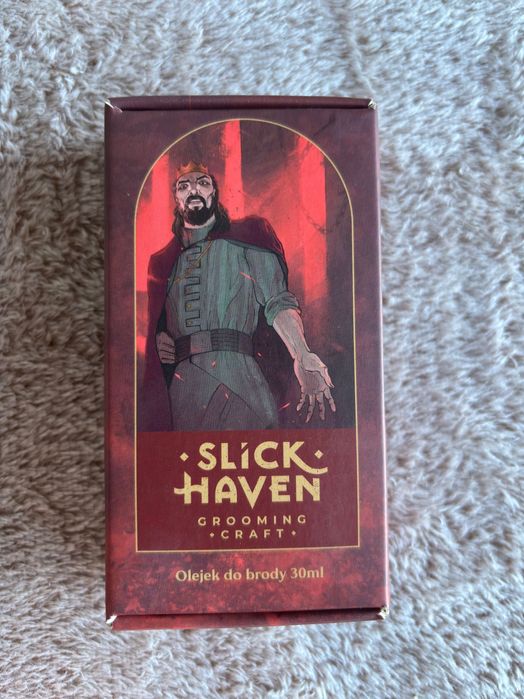 SLICK
HAVEN
GROOMING
CRAFT
Olejek do brody 30ml